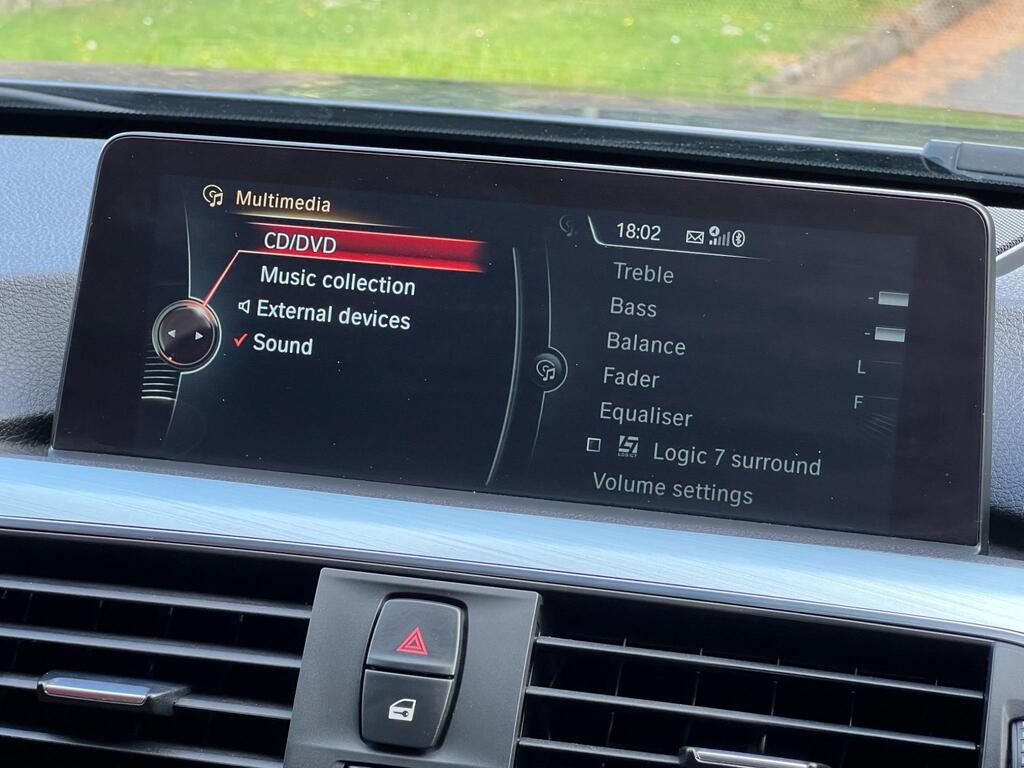 Multimedia
CD/DVD
Music collection
External devices
Sound
18:02
Treble
Bass
Balance L
Fader F
Equaliser
LOGIC7 Logic 7 surround
Volume settings